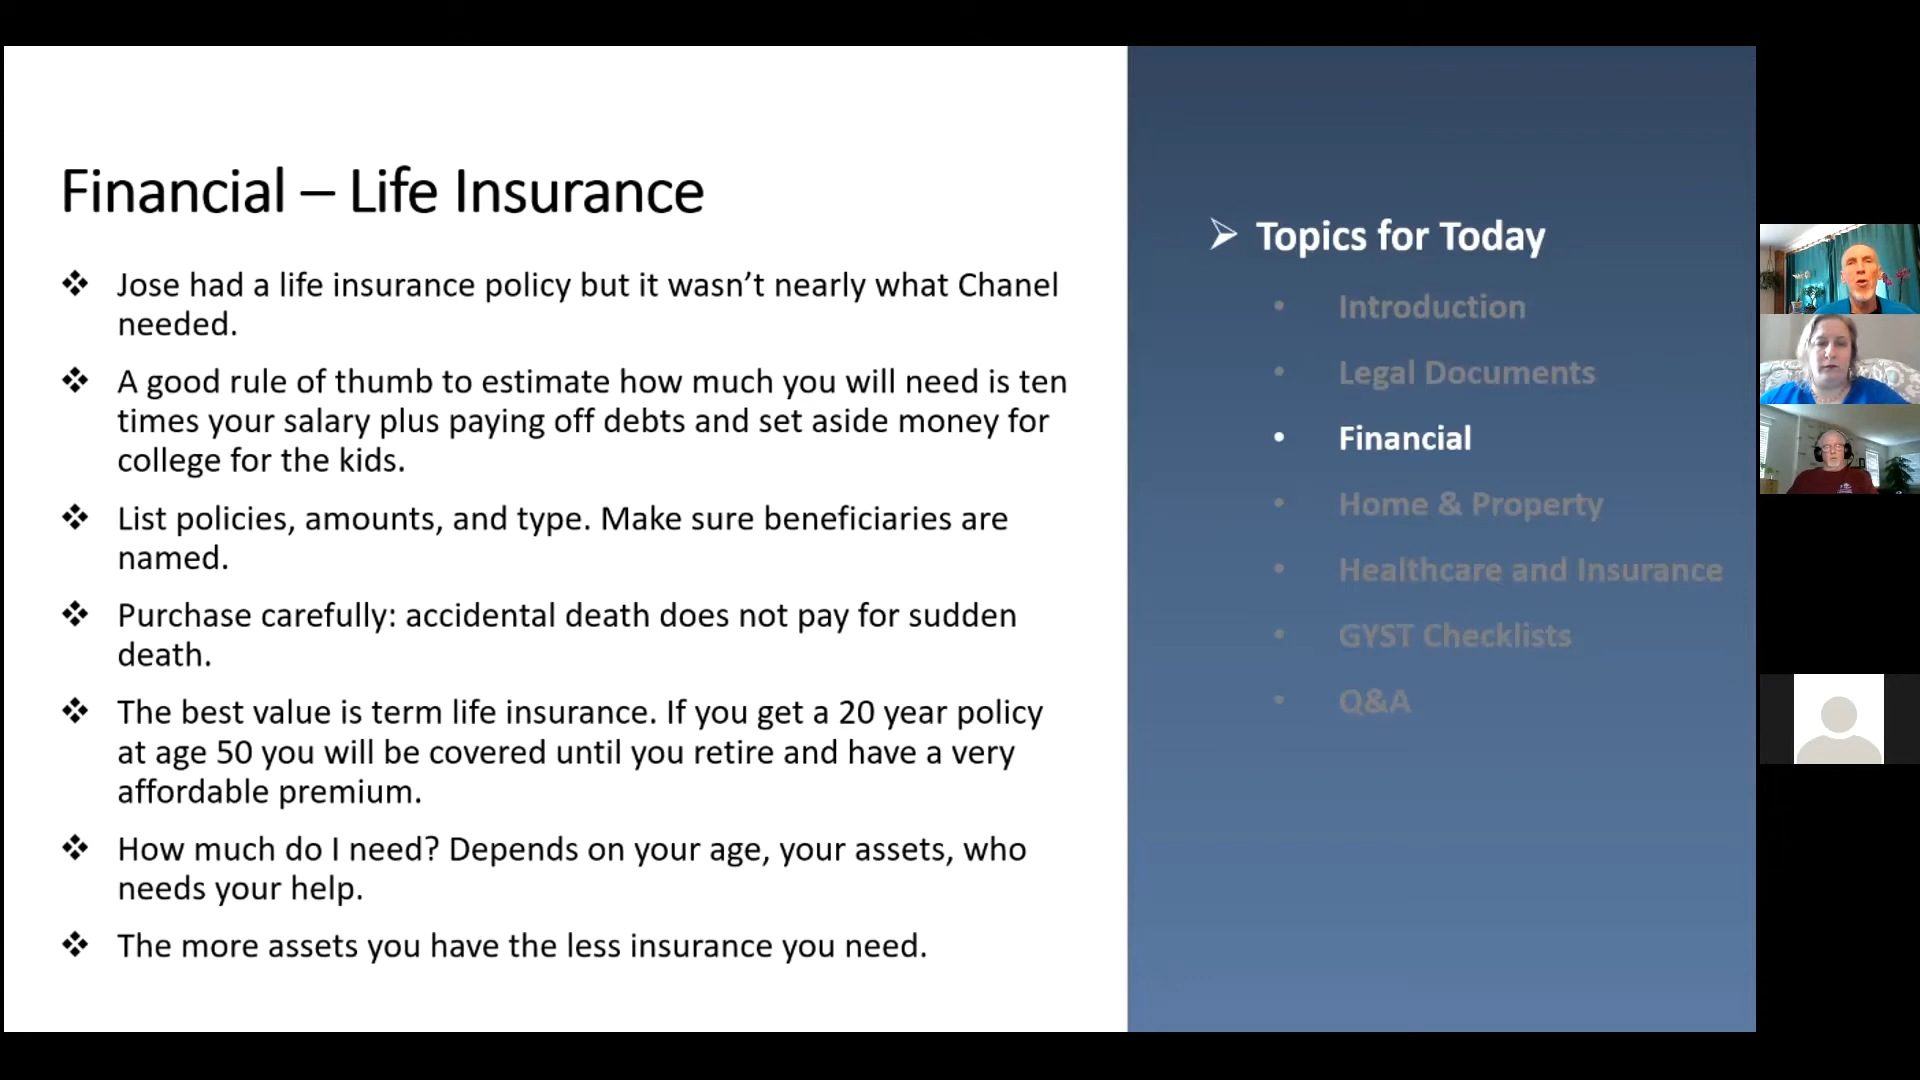 Financial – Life Insurance
❖ Jose had a life insurance policy but it wasn’t nearly what Chanel
needed.
❖ A good rule of thumb to estimate how much you will need is ten
times your salary plus paying off debts and set aside money for
college for the kids.
❖ List policies, amounts, and type. Make sure beneficiaries are
named.
❖ Purchase carefully: accidental death does not pay for sudden
death.
❖ The best value is term life insurance. If you get a 20 year policy
at age 50 you will be covered until you retire and have a very
affordable premium.
❖ How much do I need? Depends on your age, your assets, who
needs your help.
❖ The more assets you have the less insurance you need.
➢ Topics for Today
• Introduction
• Legal Documents
• Financial
• Home & Property
• Healthcare and Insurance
• GYST Checklists
• Q&A